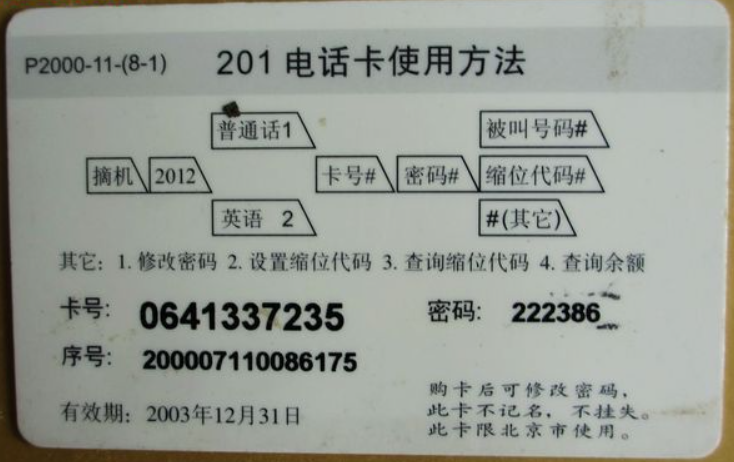 P2000-11-(8-1) 201 电话卡使用方法
普通话1 被叫号码#
摘机 2012 卡号# 密码# 缩位代码#
英语 2 #(其它)
其它: 1. 修改密码 2. 设置缩位代码 3. 查询缩位代码 4. 查询余额
卡号: 0641337235 密码: 222386
序号: 200007110086175
有效期: 2003年12月31日
购卡后可修改密码，
此卡不记名，不挂失。
此卡限北京市使用。